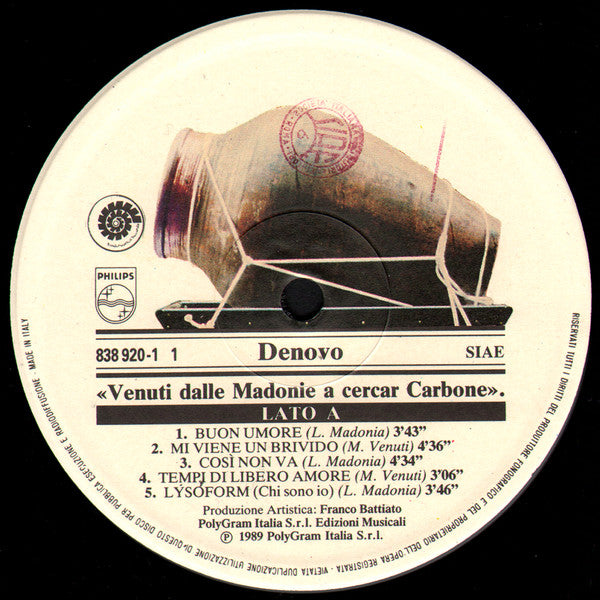 PHILIPS
838 920-1 1 Denovo SIAE
«Venuti dalle Madonie a cercar Carbone».
LATO A
1. BUON UMORE (L. Madonia) 3'43"
2. MI VIENE UN BRIVIDO (M. Venuti) 4'36"
3. COSÌ NON VA (L. Madonia) 4'34"
4. TEMPI DI LIBERO AMORE (M. Venuti) 3'06"
5. LYSOFORM (Chi sono io) (L. Madonia) 3'46"
Produzione Artistica: Franco Battiato
PolyGram Italia S.r.l. Edizioni Musicali
Ⓟ 1989 PolyGram Italia S.r.l.
RISERVATI TUTTI I DIRITTI DEL PRODUTTORE FONOGRAFICO E DEL PROPRIETARIO DELL'OPERA REGISTRATA - VIETATA DUPLICAZIONE UTILIZZAZIONE DI QUESTO DISCO PER PUBBLICA ESECUZIONE E RADIODIFFUSIONE - MADE IN ITALY